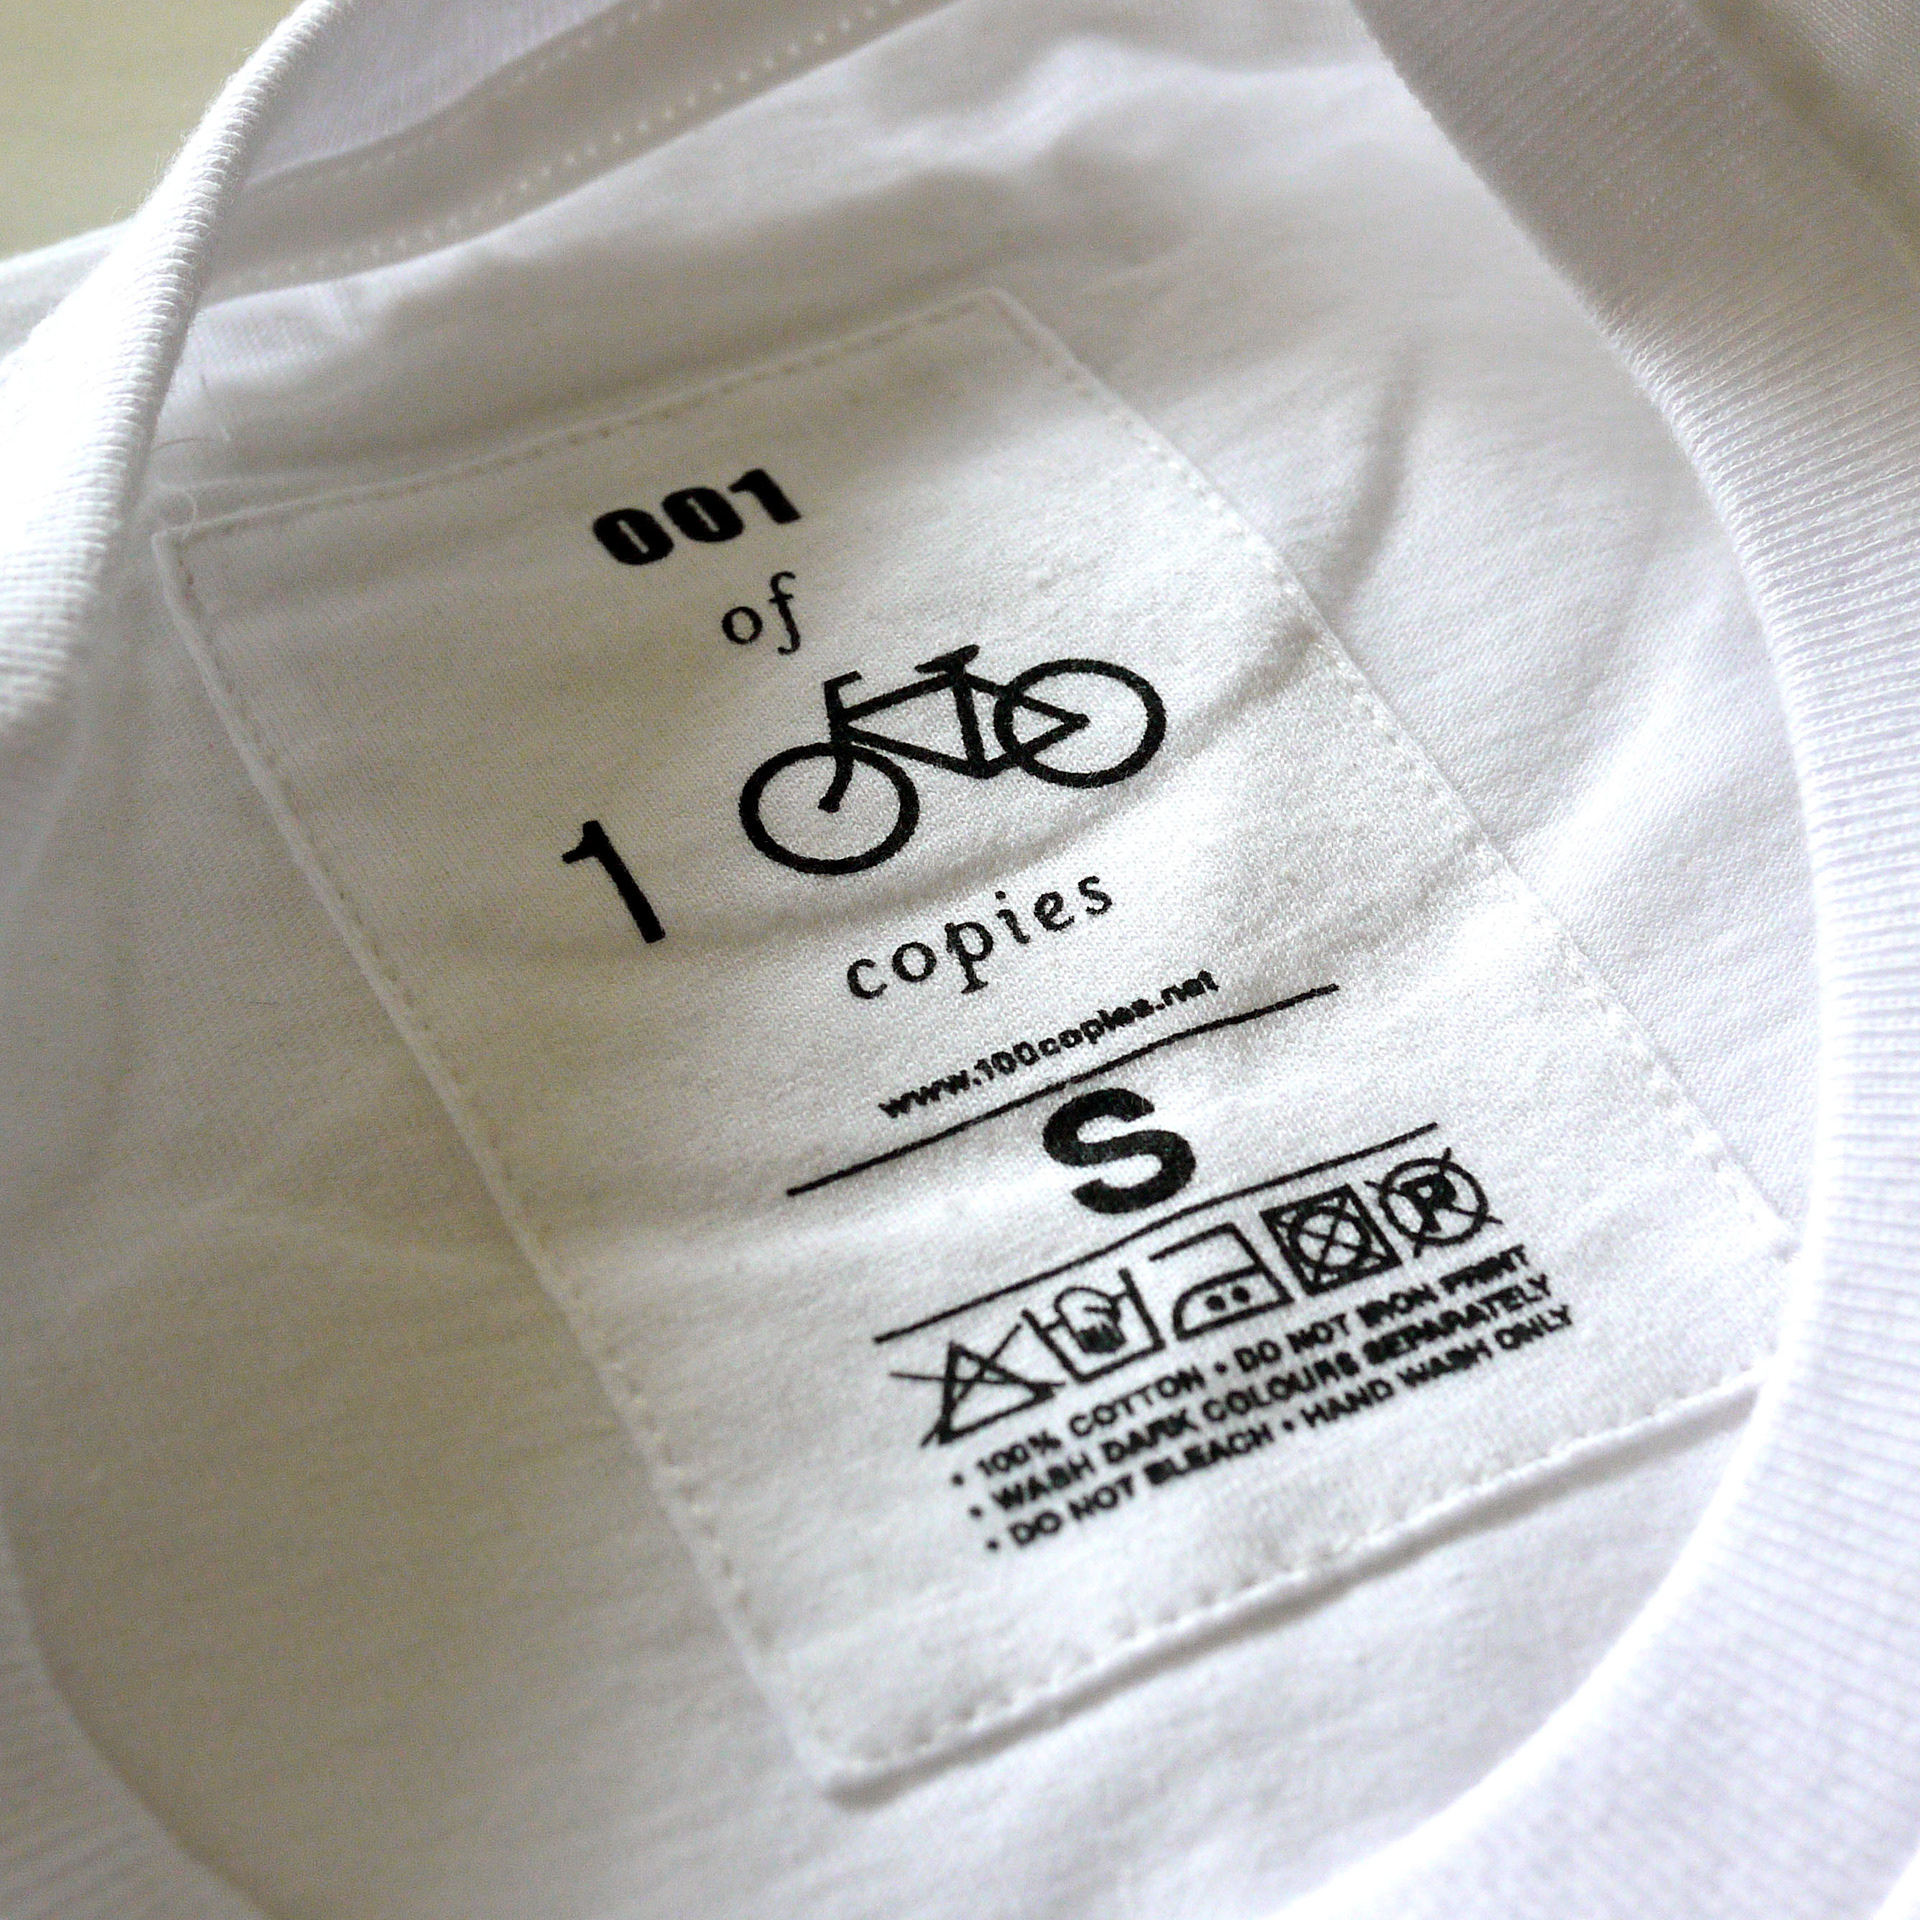 001
of
1
copies
www.100copies.net
S
• 100% COTTON • DO NOT IRON PRINT
• WASH DARK COLOURS SEPARATELY
• DO NOT BLEACH • HAND WASH ONLY